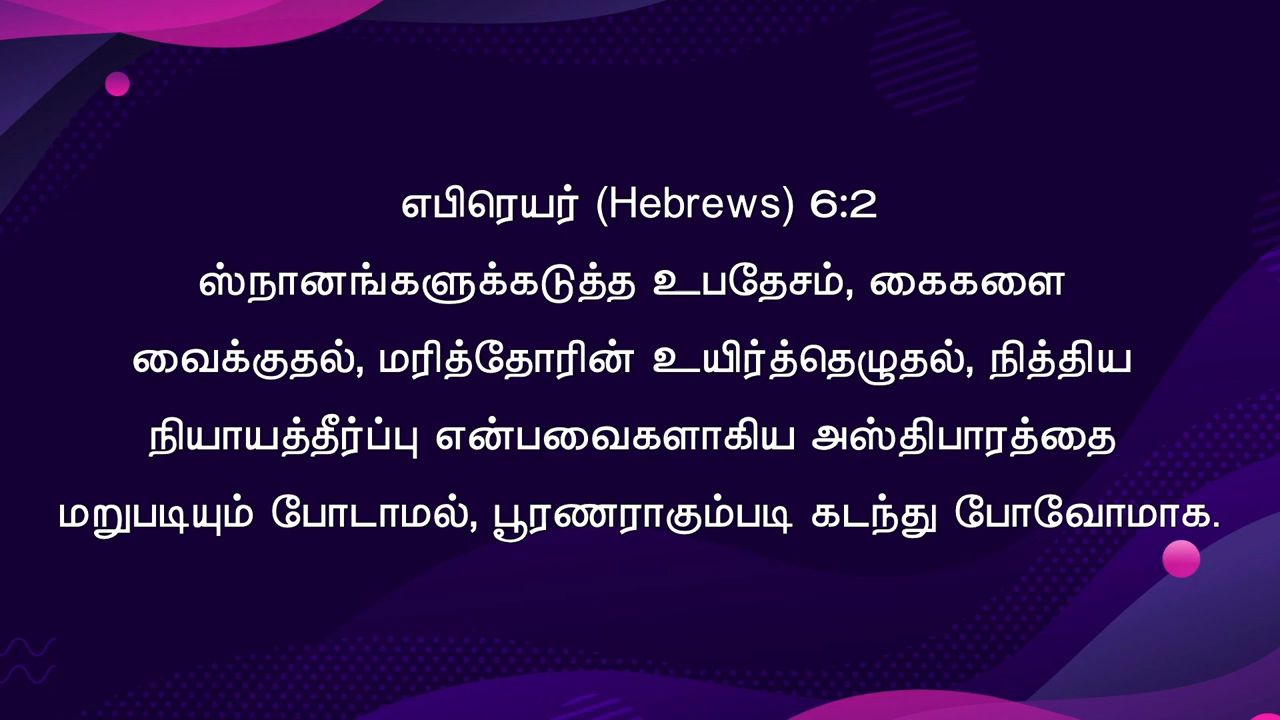 எபிரெயர் (Hebrews) 6:2
ஸ்நானங்களுக்கடுத்த உபதேசம், கைகளை
வைக்குதல், மரித்தோரின் உயிர்த்தெழுதல், நித்திய
நியாயத்தீர்ப்பு என்பவைகளாகிய அஸ்திபாரத்தை
மறுபடியும் போடாமல், பூரணராகும்படி கடந்து போவோமாக.